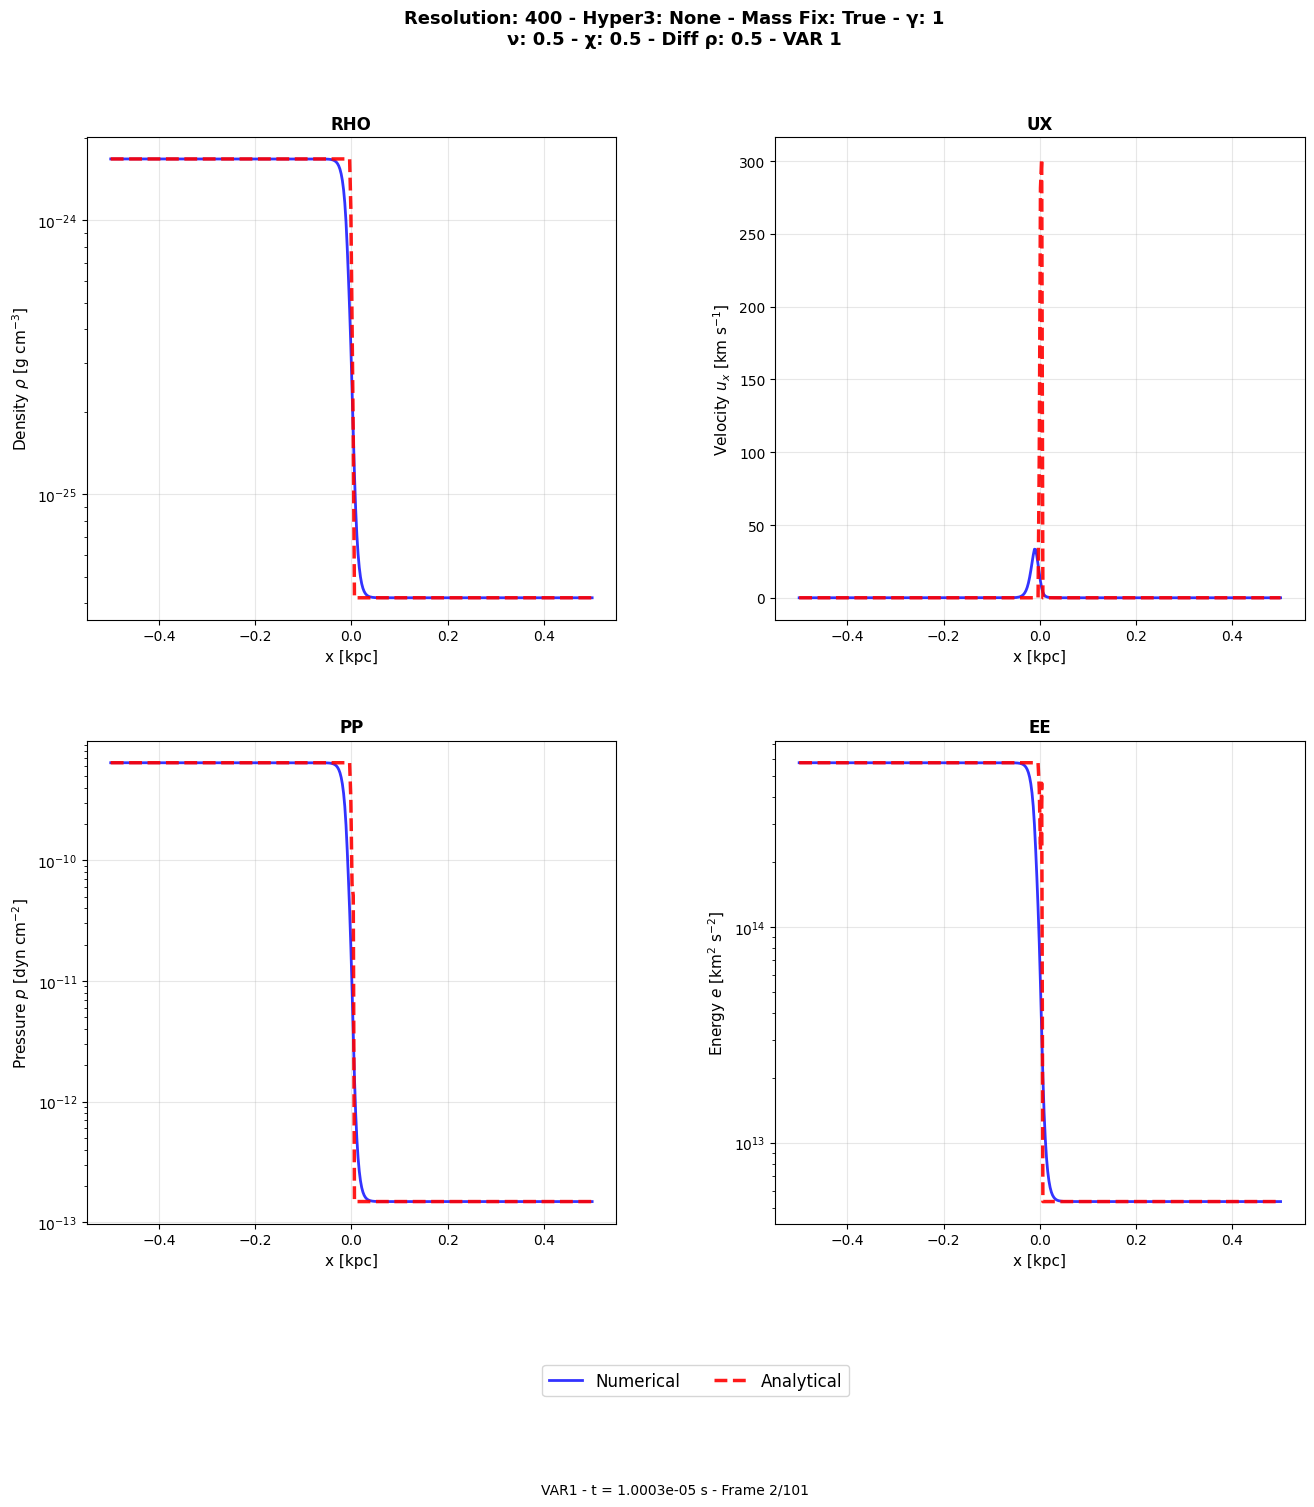 Resolution: 400 - Hyper3: None - Mass Fix: True - γ: 1
ν: 0.5 - χ: 0.5 - Diff ρ: 0.5 - VAR 1
RHO
Density ρ [g cm⁻³]
10⁻²⁴
10⁻²⁵
−0.4 −0.2 0.0 0.2 0.4
x [kpc]
UX
Velocity uₓ [km s⁻¹]
300
250
200
150
100
50
0
−0.4 −0.2 0.0 0.2 0.4
x [kpc]
PP
Pressure p [dyn cm⁻²]
10⁻¹⁰
10⁻¹¹
10⁻¹²
10⁻¹³
−0.4 −0.2 0.0 0.2 0.4
x [kpc]
EE
Energy e [km² s⁻²]
10¹⁴
10¹³
−0.4 −0.2 0.0 0.2 0.4
x [kpc]
Numerical Analytical
VAR1 - t = 1.0003e-05 s - Frame 2/101